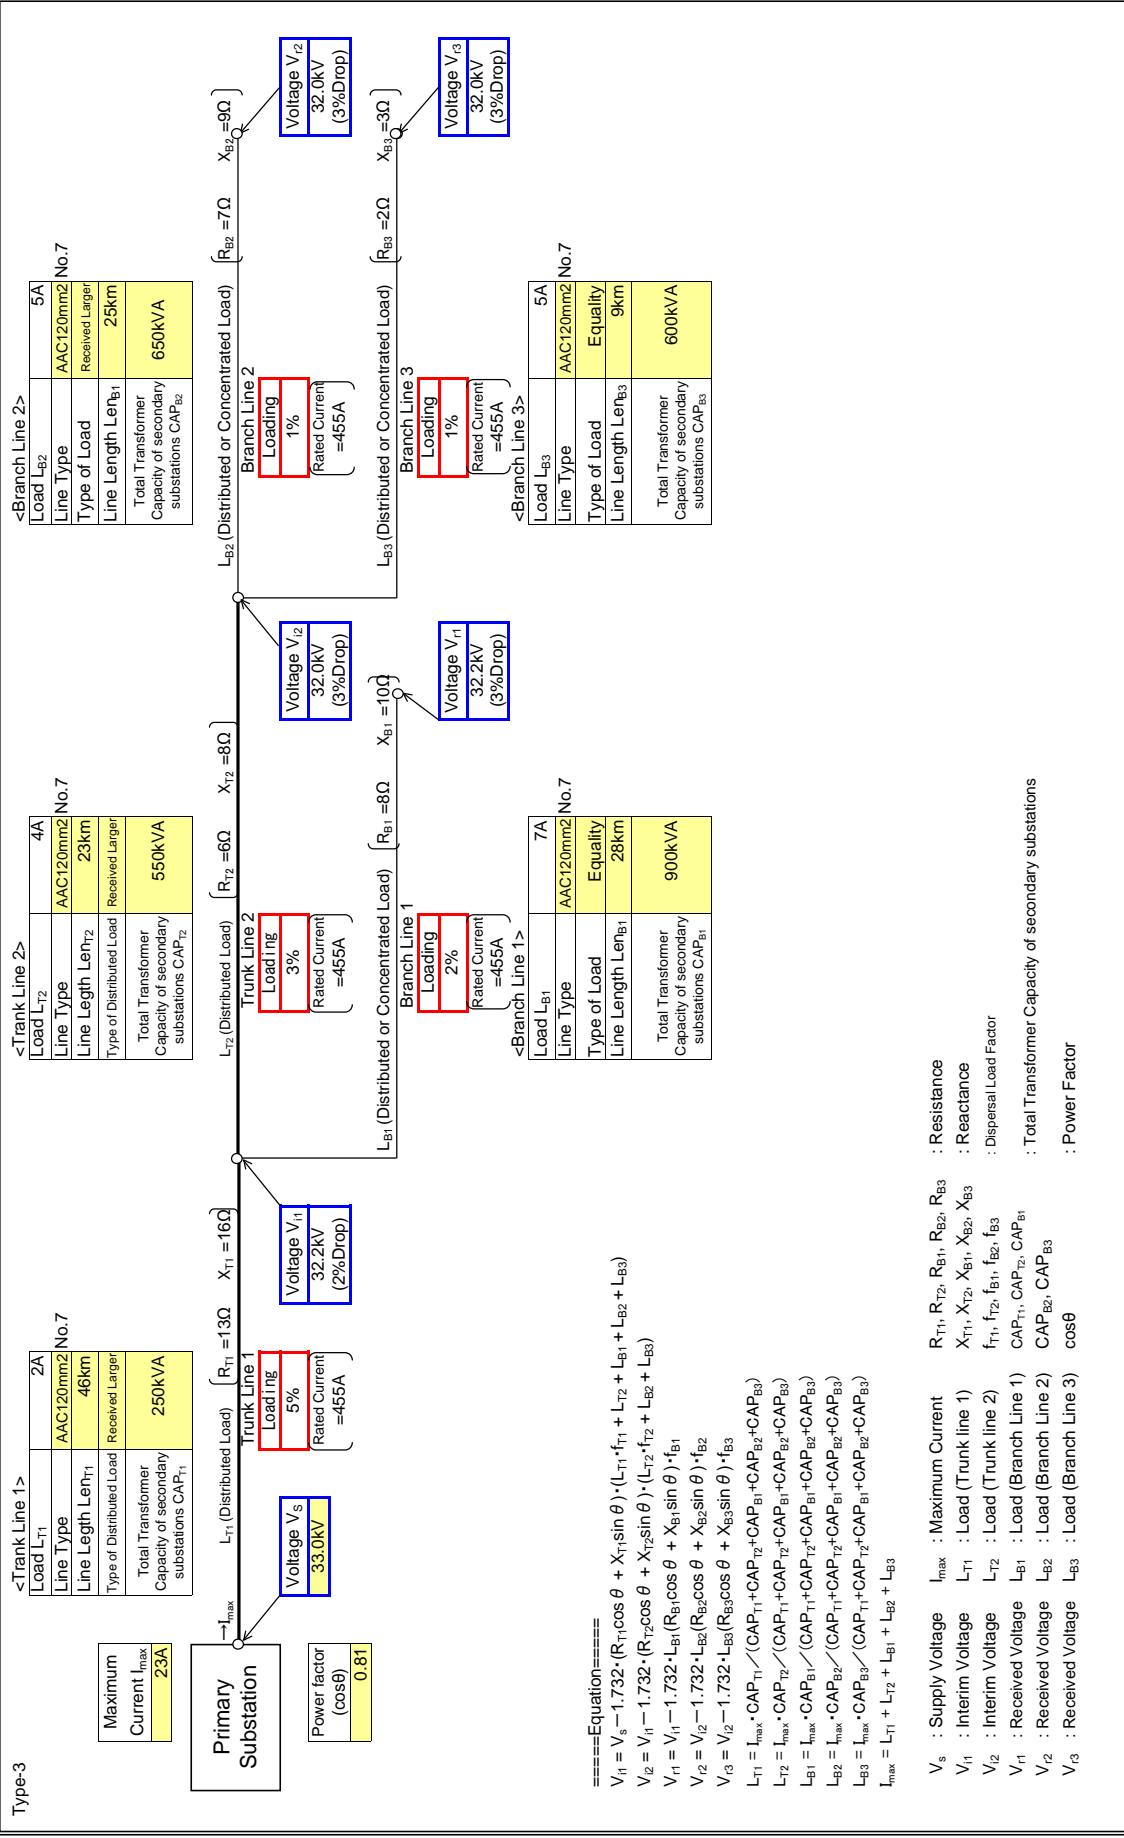 Type-3
Maximum
Current Imax
23A
Primary
Substation
Power factor
(cosθ)
0.81
→Imax
Voltage VS
33.0kV
<Trank Line 1>
Load LT1 2A
Line Type AAC120mm2 No.7
Line Legth LenT1 46km
Type of Distributed Load Received Larger
Total Transformer
Capacity of secondary
substations CAPT1
250kVA
LT1 (Distributed Load) RT1 =13Ω XT1 =16Ω
Trunk Line 1
Loading
5%
Rated Current
=455A
Voltage Vi1
32.2kV
(2%Drop)
<Trank Line 2>
Load LT2 4A
Line Type AAC120mm2 No.7
Line Legth LenT2 23km
Type of Distributed Load Received Larger
Total Transformer
Capacity of secondary
substations CAPT2
550kVA
LT2 (Distributed Load) RT2 =6Ω XT2 =8Ω
Trunk Line 2
Loading
3%
Rated Current
=455A
Voltage Vi2
32.0kV
(3%Drop)
LB1 (Distributed or Concentrated Load) RB1 =8Ω XB1 =10Ω
Branch Line 1
Loading
2%
Rated Current
=455A
Voltage Vr1
32.2kV
(3%Drop)
<Branch Line 1>
Load LB1 7A
Line Type AAC120mm2 No.7
Type of Load Equality
Line Length LenB1 28km
Total Transformer
Capacity of secondary
substations CAPB1
900kVA
<Branch Line 2>
Load LB2 5A
Line Type AAC120mm2 No.7
Type of Load Received Larger
Line Length LenB1 25km
Total Transformer
Capacity of secondary
substations CAPB2
650kVA
LB2 (Distributed or Concentrated Load) RB2 =7Ω XB2 =9Ω
Branch Line 2
Loading
1%
Rated Current
=455A
Voltage Vr2
32.0kV
(3%Drop)
LB3 (Distributed or Concentrated Load) RB3 =2Ω XB3 =3Ω
Branch Line 3
Loading
1%
Rated Current
=455A
Voltage Vr3
32.0kV
(3%Drop)
<Branch Line 3>
Load LB3 5A
Line Type AAC120mm2 No.7
Type of Load Equality
Line Length LenB3 9km
Total Transformer
Capacity of secondary
substations CAPB3
600kVA
=====Equation=====
Vi1 = Vs−1.732･(RT1cos θ + XT1sin θ)･(LT1･fT1 + LT2 + LB1 + LB2 + LB3)
Vi2 = Vi1−1.732･(RT2cos θ + XT2sin θ)･(LT2･fT2 + LB2 + LB3)
Vr1 = Vi1−1.732･LB1(RB1cos θ + XB1sin θ)･fB1
Vr2 = Vi2−1.732･LB2(RB2cos θ + XB2sin θ)･fB2
Vr3 = Vi2−1.732･LB3(RB3cos θ + XB3sin θ)･fB3
LT1 = Imax･CAPT1／(CAPT1+CAPT2+CAPB1+CAPB2+CAPB3)
LT2 = Imax･CAPT2／(CAPT1+CAPT2+CAPB1+CAPB2+CAPB3)
LB1 = Imax･CAPB1／(CAPT1+CAPT2+CAPB1+CAPB2+CAPB3)
LB2 = Imax･CAPB2／(CAPT1+CAPT2+CAPB1+CAPB2+CAPB3)
LB3 = Imax･CAPB3／(CAPT1+CAPT2+CAPB1+CAPB2+CAPB3)
Imax = LT1 + LT2 + LB1 + LB2 + LB3
Vs : Supply Voltage Imax : Maximum Current RT1, RT2, RB1, RB2, RB3 : Resistance
Vi1 : Interim Voltage LT1 : Load (Trunk line 1) XT1, XT2, XB1, XB2, XB3 : Reactance
Vi2 : Interim Voltage LT2 : Load (Trunk line 2) fT1, fT2, fB1, fB2, fB3 : Dispersal Load Factor
Vr1 : Received Voltage LB1 : Load (Branch Line 1) CAPT1, CAPT2, CAPB1 : Total Transformer Capacity of secondary substations
Vr2 : Received Voltage LB2 : Load (Branch Line 2) CAPB2, CAPB3
Vr3 : Received Voltage LB3 : Load (Branch Line 3) cosθ : Power Factor